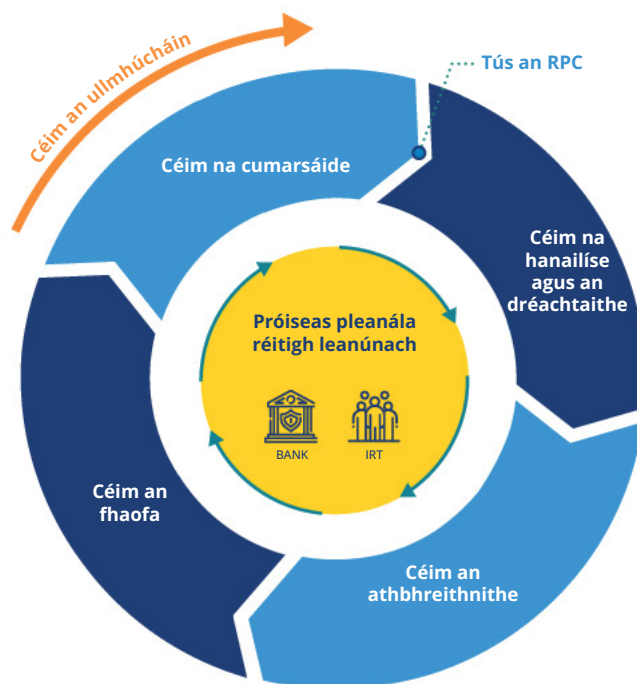 Céim an ullmhúcháin
Tús an RPC
Céim na cumarsáide
Céim na
hanailíse
agus an
dréachtaithe
Próiseas pleanála
réitigh leanúnach
BANK
IRT
Céim an
fhaofa
Céim an
athbhreithnithe